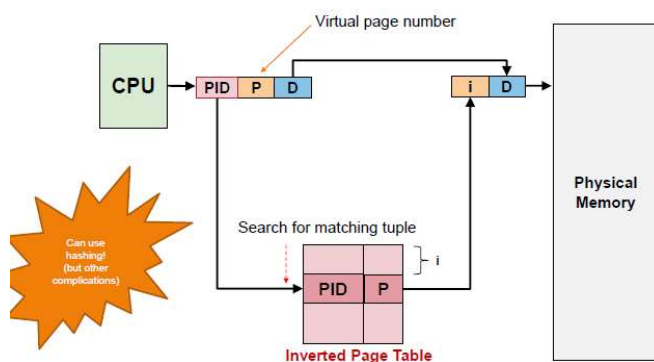 Virtual page number
CPU
PID P D
i D
Physical
Memory
Can use
hashing!
(but other
complications)
Search for matching tuple
i
PID P
Inverted Page Table